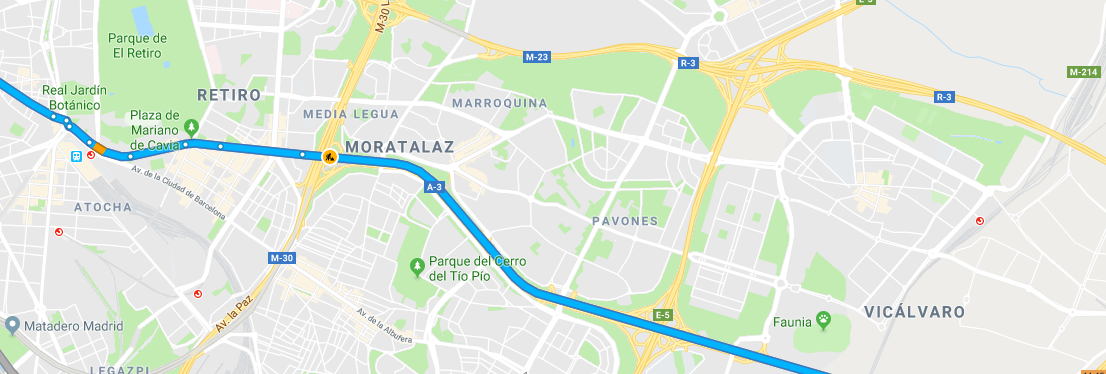 M-30
E-5
Parque de
El Retiro
M-23
R-3
M-214
Real Jardín
Botánico
RETIRO
R-3
MARROQUINA
MEDIA LEGUA
Plaza de
Mariano
de Cavia
MORATALAZ
Av. de la Ciudad de Barcelona
A-3
ATOCHA
PAVONES
M-30
Parque del Cerro
del Tío Pío
Av. la Paz
Av. de la Albufera
E-5
VICÁLVARO
Faunia
Matadero Madrid
LEGAZPI